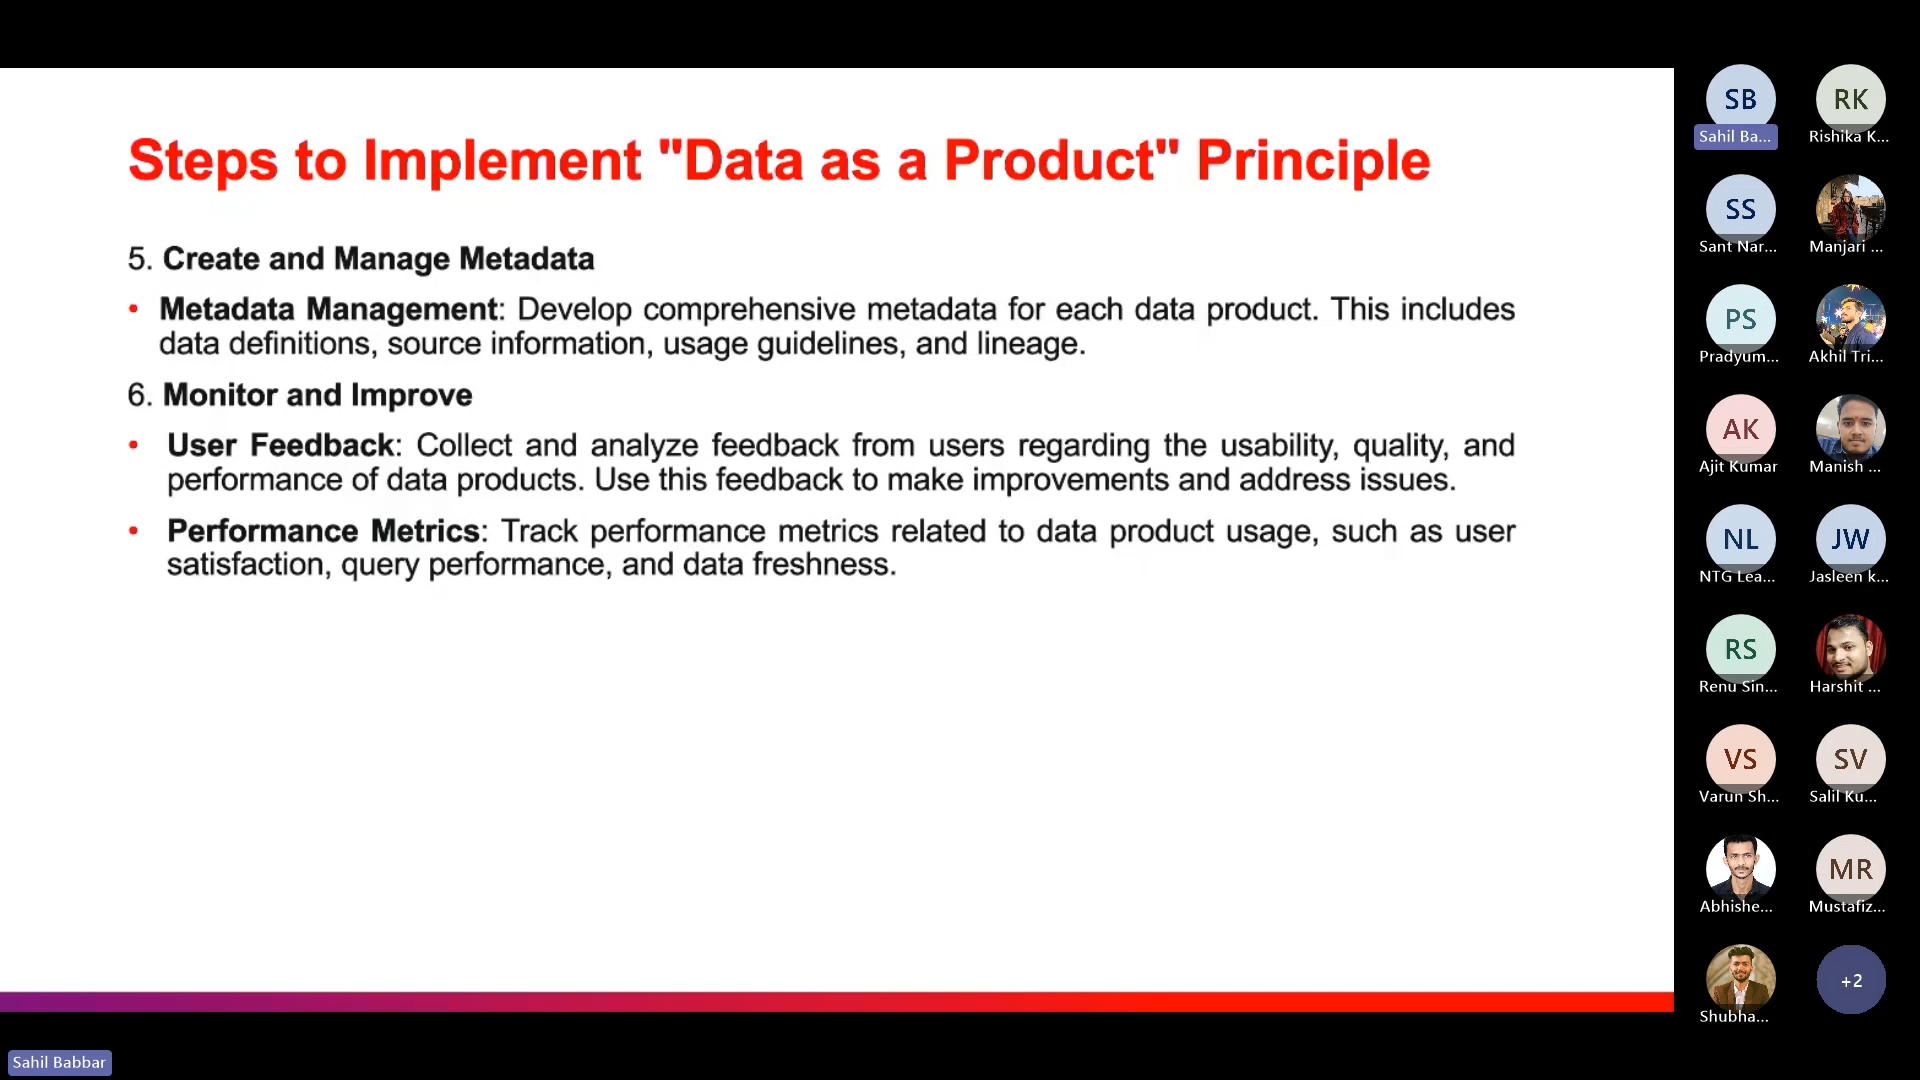 Steps to Implement "Data as a Product" Principle
5. Create and Manage Metadata
• Metadata Management: Develop comprehensive metadata for each data product. This includes
data definitions, source information, usage guidelines, and lineage.
6. Monitor and Improve
• User Feedback: Collect and analyze feedback from users regarding the usability, quality, and
performance of data products. Use this feedback to make improvements and address issues.
• Performance Metrics: Track performance metrics related to data product usage, such as user
satisfaction, query performance, and data freshness.
SB RK
Sahil Ba... Rishika K...
SS
Sant Nar... Manjari ...
PS
Pradyum... Akhil Tri...
AK
Ajit Kumar Manish ...
NL JW
NTG Lea... Jasleen k...
RS
Renu Sin... Harshit ...
VS SV
Varun Sh... Salil Ku...
MR
Abhishe... Mustafiz...
+2
Shubha...
Sahil Babbar